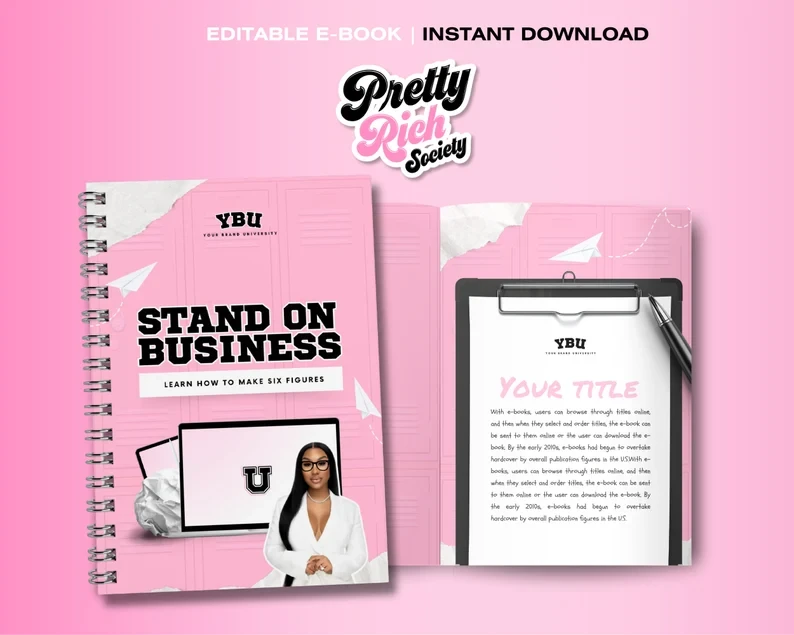 EDITABLE E-BOOK | INSTANT DOWNLOAD
Pretty
Rich
Society
YBU
YOUR BRAND UNIVERSITY
STAND ON
BUSINESS
LEARN HOW TO MAKE SIX FIGURES
U
YBU
YOUR BRAND UNIVERSITY
YOUR TITLE
With e-books, users can browse through titles online,
and then when they select and order titles, the e-book can
be sent to them online or the user can download the e-
book. By the early 2010s, e-books had begun to overtake
hardcover by overall publication figures in the U.S.With e-
books, users can browse through titles online, and then
when they select and order titles, the e-book can be sent
to them online or the user can download the e-book. By
the early 2010s, e-books had begun to overtake
hardcover by overall publication figures in the U.S.